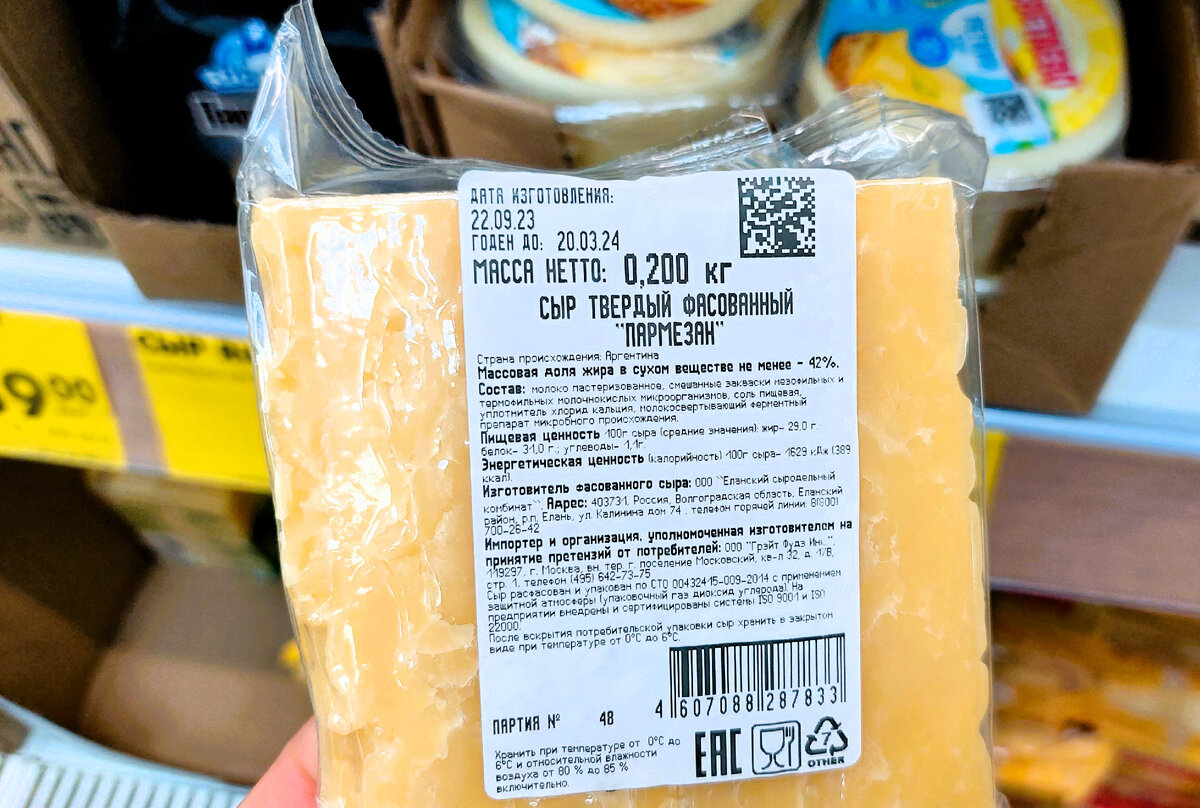 ДАТА ИЗГОТОВЛЕНИЯ:
22.09.23
ГОДЕН ДО: 20.03.24
МАССА НЕТТО: 0,200 кг
СЫР ТВЕРДЫЙ ФАСОВАННЫЙ
"ПАРМЕЗАН"
Страна происхождения: Аргентина
Массовая доля жира в сухом веществе не менее - 42%.
Состав: молоко пастеризованное, смешанные закваски мезофильных и
термофильных молочнокислых микроорганизмов, соль пищевая,
уплотнитель хлорид кальция, молокосвертывающий ферментный
препарат микробного происхождения.
Пищевая ценность 100г сыра (средние значения): жир- 29,0 г.
белок- 31,0 г.; углеводы- 1,1г.
Энергетическая ценность (калорийность) 100г сыра- 1629 кДж (389
ккал).
Изготовитель фасованного сыра: ООО "Еланский сыродельный
комбинат". Адрес: 403731, Россия, Волгоградская область, Еланский
район, р.п. Елань, ул. Калинина дом 74 , телефон горячей линии: 8(800)
700-26-42
Импортер и организация, уполномоченная изготовителем на
принятие претензий от потребителей: ООО "Грэйт Фудз Инк.".
119297, г. Москва, вн. тер. г. поселение Московский, кв-л 32, д.
стр. 1, телефон (495) 642-73-75
Сыр расфасован и упакован по СТО 00432415-009-2014 с применением
защитной атмосферы (упаковочный газ диоксид углерода). На
предприятии внедрены и сертифицированы системы ISO 9001 и ISO
22000.
После вскрытия потребительской упаковки сыр хранить в закрытом
виде при температуре от 0°С до 6°С.
4 607088 287833
ПАРТИЯ № 48
Хранить при температуре от 0°С до
6°С и относительной влажности
воздуха от 80 % до 85 %
включительно.
EAC
7
OTHER
9 00
СЫР